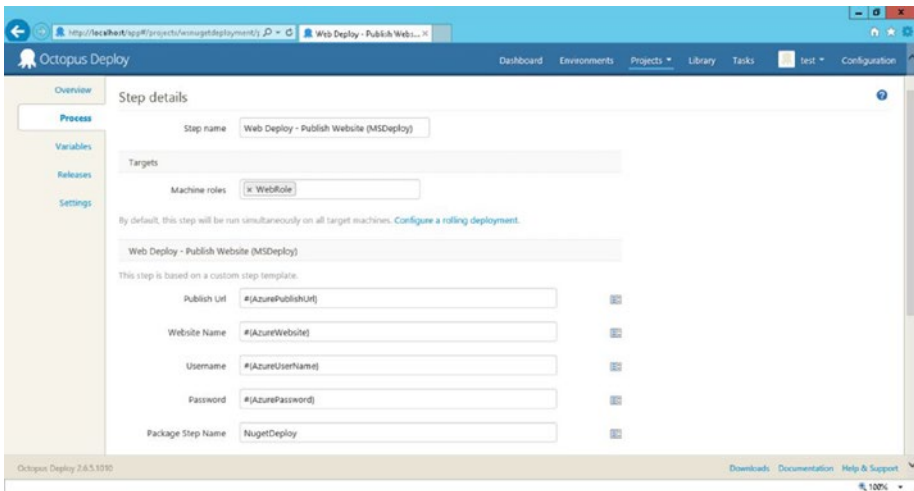 http://localhost/app#/projects/wsnugetdeployment/
Web Deploy - Publish Webs...
Octopus Deploy
Dashboard Environments Projects Library Tasks test Configuration
Overview
Process
Variables
Releases
Settings
Step details
Step name Web Deploy - Publish Website (MSDeploy)
Targets
Machine roles × WebRole
By default, this step will be run simultaneously on all target machines. Configure a rolling deployment.
Web Deploy - Publish Website (MSDeploy)
This step is based on a custom step template.
Publish Url #{AzurePublishUrl}
Website Name #{AzureWebsite}
Username #{AzureUserName}
Password #{AzurePassword}
Package Step Name NugetDeploy
Octopus Deploy 2.6.5.1010
Downloads Documentation Help & Support
100%